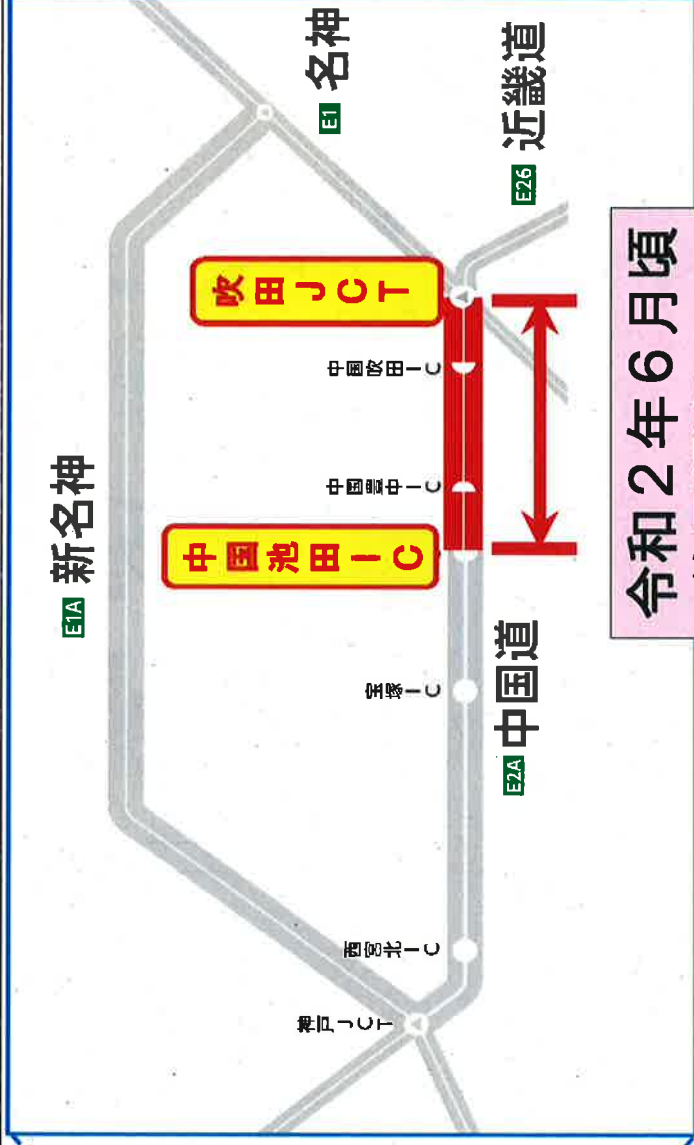 E1A 新名神
E1 名神
E26 近畿道
吹田JCT
中国吹田IC
中国豊中IC
中国池田IC
宝塚IC
E2A 中国道
西宮北IC
神戸JCT
令和2年6月頃